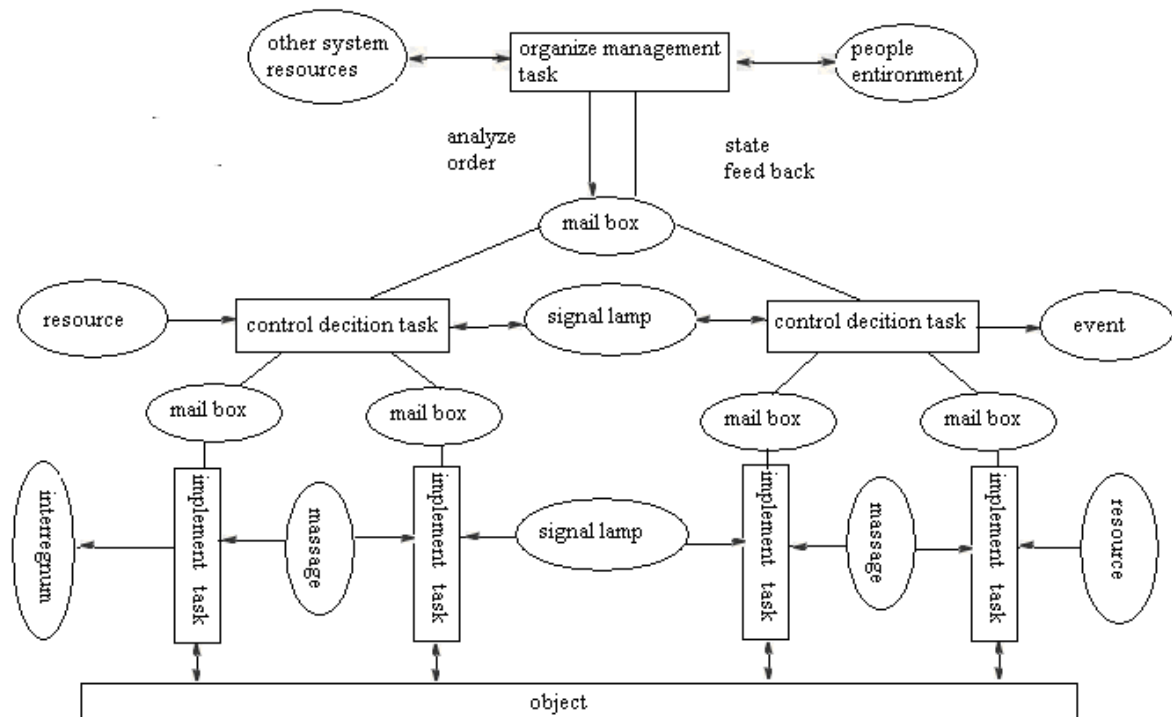 other system
resources
organize management
task
people
entironment
analyze
order
state
feed back
mail box
resource
control decition task
signal lamp
control decition task
event
mail box
mail box
mail box
mail box
interregnum
implement task
massage
implement task
signal lamp
implement task
massage
implement task
resource
object